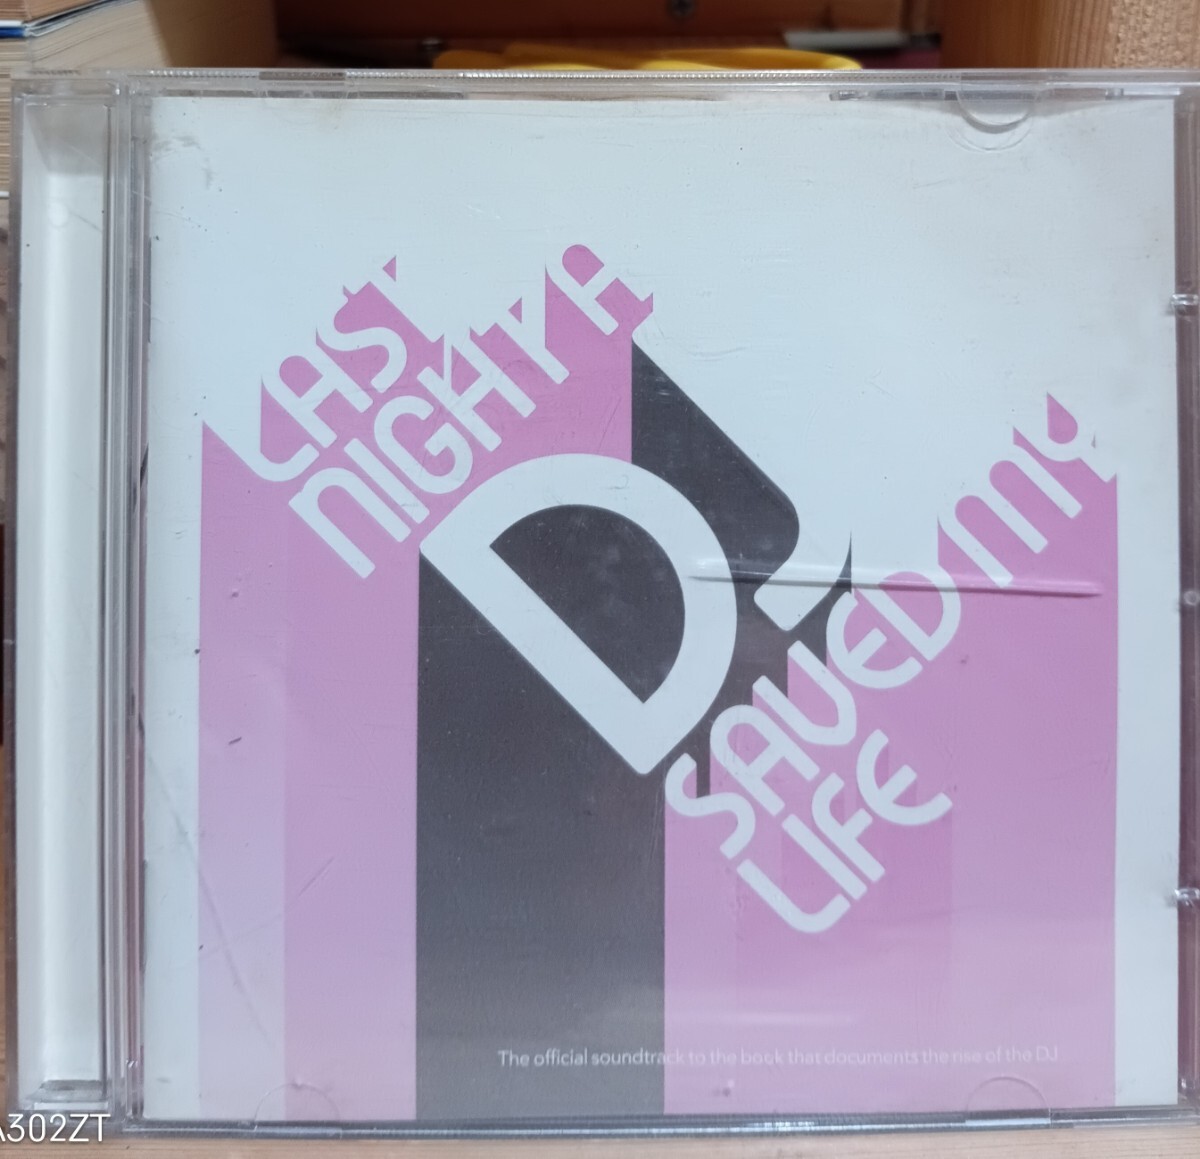 LAST
NIGHT A
DJ
SAVED MY
LIFE
The official soundtrack to the book that documents the rise of the DJ
A302ZT